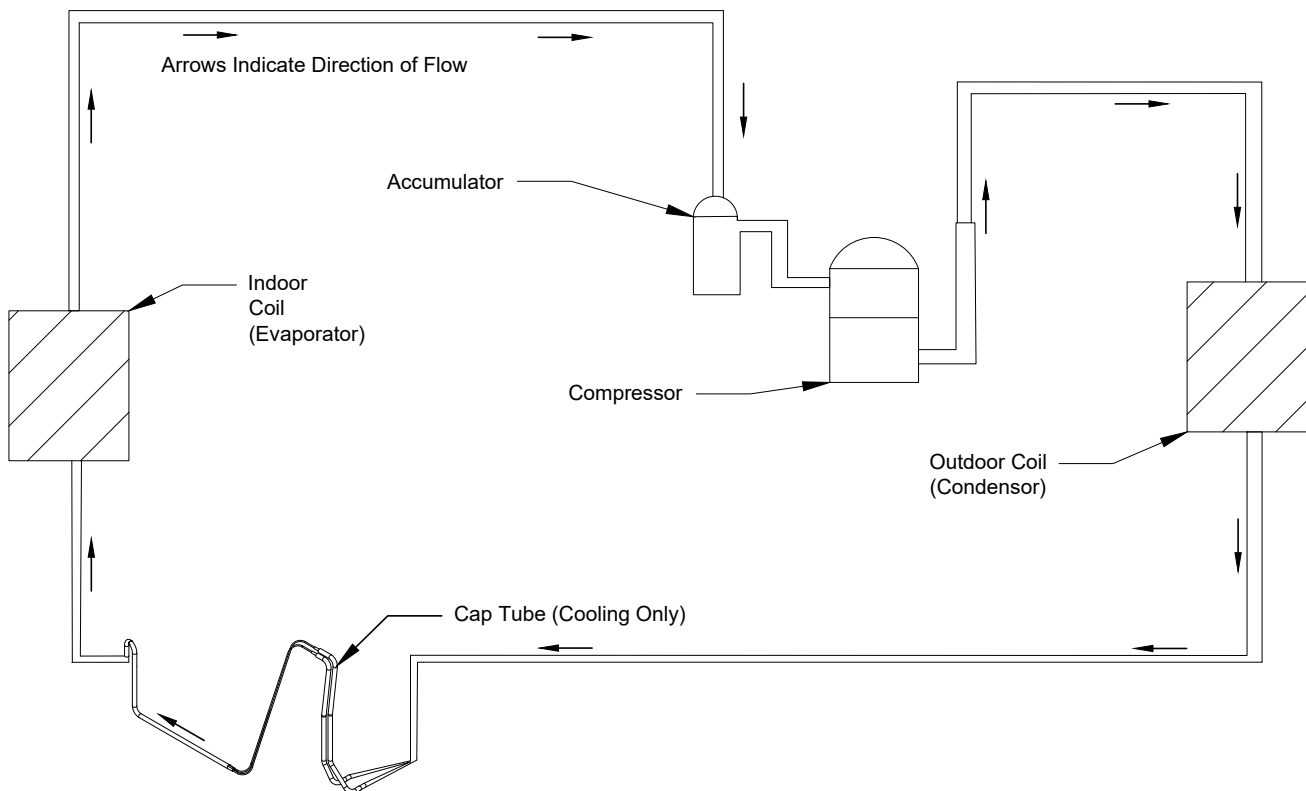 Arrows Indicate Direction of Flow
Accumulator
Indoor
Coil
(Evaporator)
Compressor
Outdoor Coil
(Condensor)
Cap Tube (Cooling Only)